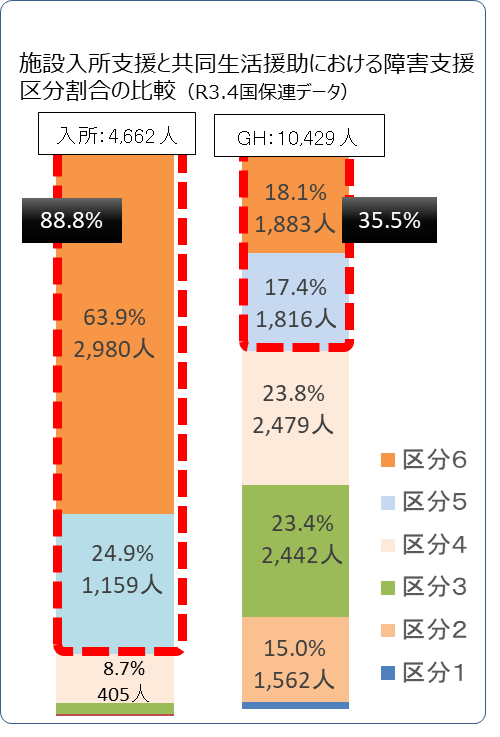 施設入所支援と共同生活援助における障害支援
区分割合の比較（R3.4国保連データ）
入所：4,662人
GH：10,429人
88.8%
63.9%
2,980人
24.9%
1,159人
8.7%
405人
18.1%
1,883人
35.5%
17.4%
1,816人
23.8%
2,479人
23.4%
2,442人
15.0%
1,562人
区分６
区分５
区分４
区分３
区分２
区分１